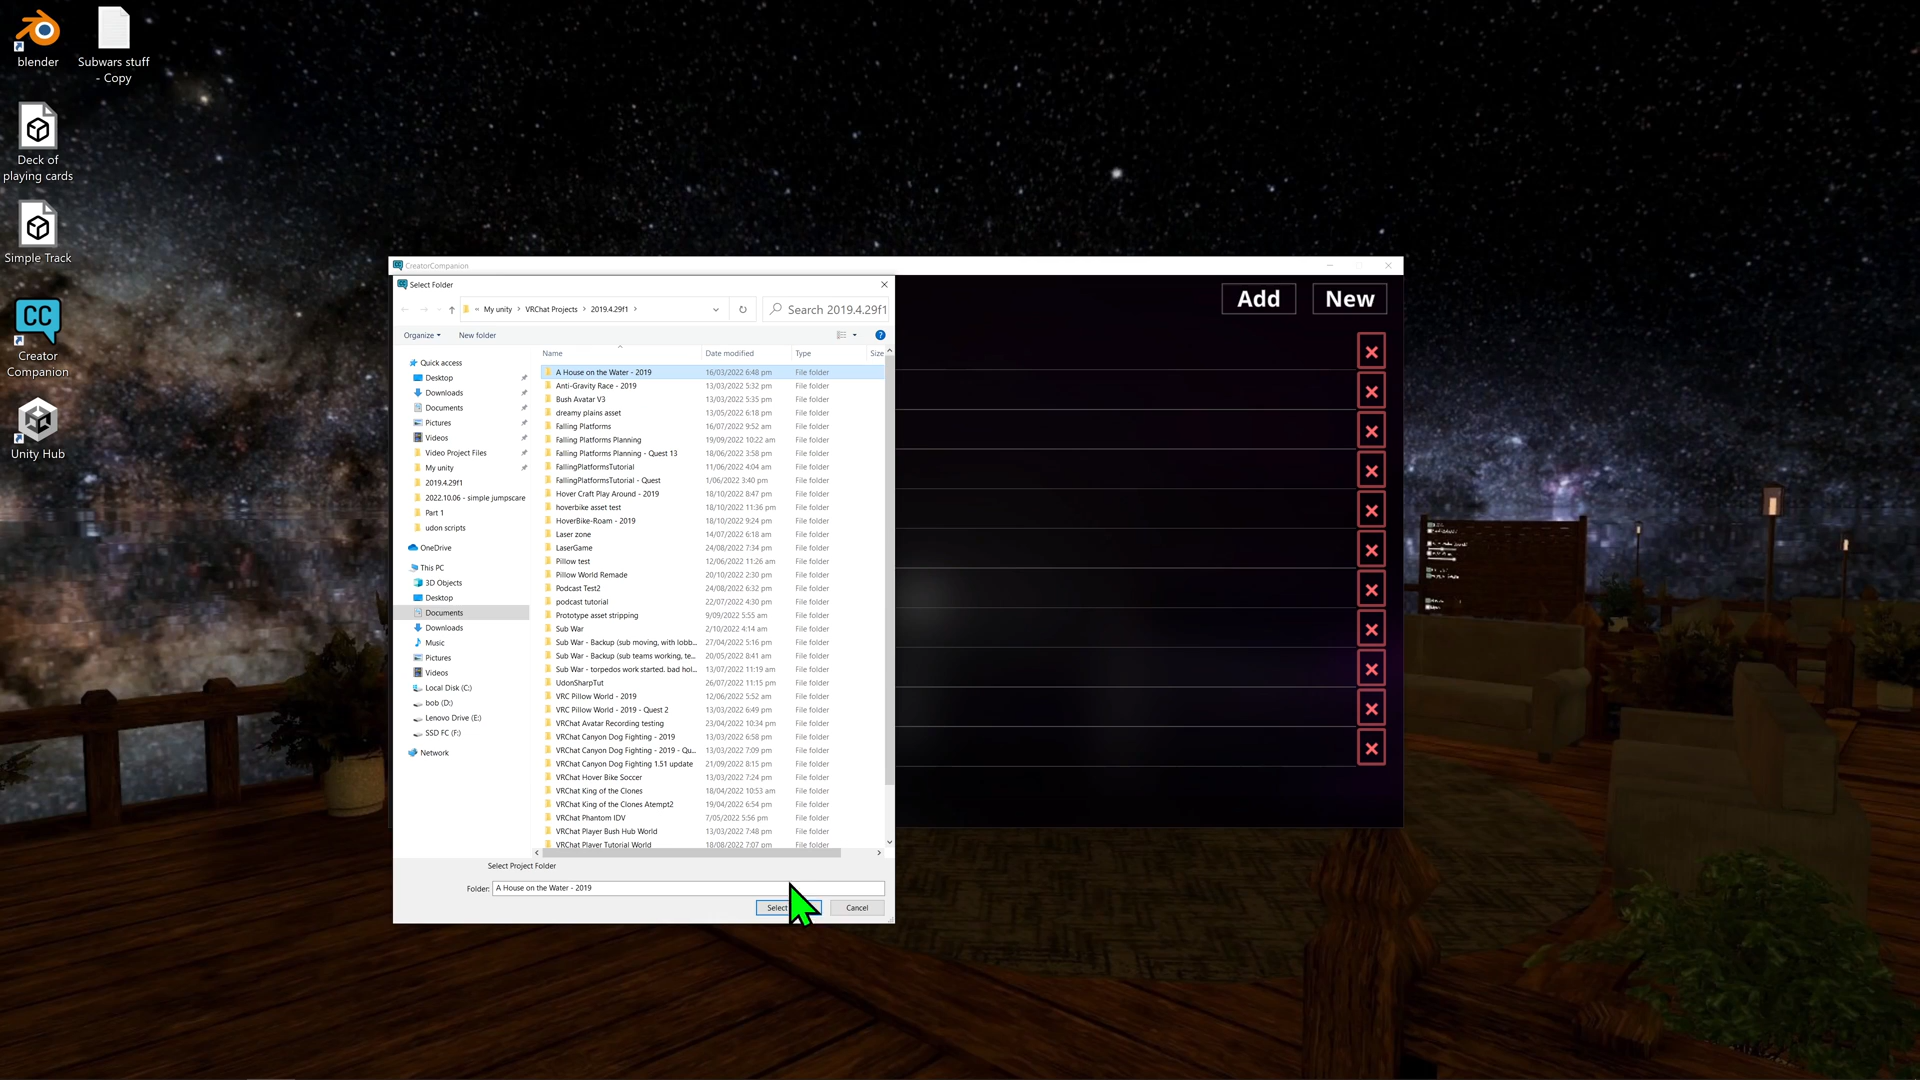 blender
Subwars stuff
- Copy
Deck of
playing cards
Simple Track
CC
Creator
Companion
Unity Hub
CreatorCompanion
Select Folder
« My unity > VRChat Projects > 2019.4.29f1 >
Search 2019.4.29f1
Organize
New folder
Add
New
Name Date modified Type Size
Quick access
Desktop
Downloads
Documents
Pictures
Videos
Video Project Files
My unity
2019.4.29f1
2022.10.06 - simple jumpscare
Part 1
udon scripts
OneDrive
This PC
3D Objects
Desktop
Documents
Downloads
Music
Pictures
Videos
Local Disk (C:)
bob (D:)
Lenovo Drive (E:)
SSD FC (F:)
Network
A House on the Water - 2019 16/03/2022 6:48 pm File folder
Anti-Gravity Race - 2019 13/03/2022 5:32 pm File folder
Bush Avatar V3 13/03/2022 5:35 pm File folder
dreamy plains asset 13/05/2022 6:18 pm File folder
Falling Platforms 16/07/2022 9:52 am File folder
Falling Platforms Planning 19/09/2022 10:22 am File folder
Falling Platforms Planning - Quest 13 18/06/2022 3:58 pm File folder
FallingPlatformsTutorial 11/06/2022 4:04 am File folder
FallingPlatformsTutorial - Quest 1/06/2022 3:40 pm File folder
Hover Craft Play Around - 2019 18/10/2022 8:47 pm File folder
hoverbike asset test 18/10/2022 11:36 pm File folder
HoverBike-Roam - 2019 18/10/2022 9:24 pm File folder
Laser zone 14/07/2022 6:18 am File folder
LaserGame 24/08/2022 7:34 pm File folder
Pillow test 12/06/2022 11:26 am File folder
Pillow World Remade 20/10/2022 2:30 pm File folder
Podcast Test2 24/08/2022 6:32 pm File folder
podcast tutorial 22/07/2022 4:30 pm File folder
Prototype asset stripping 9/09/2022 5:55 am File folder
Sub War 2/10/2022 4:14 am File folder
Sub War - Backup (sub moving, with lobb... 27/04/2022 5:16 pm File folder
Sub War - Backup (sub teams working, te... 20/05/2022 8:41 am File folder
Sub War - torpedos work started. bad hol... 13/07/2022 11:19 am File folder
UdonSharpTut 26/07/2022 11:15 pm File folder
VRC Pillow World - 2019 12/06/2022 5:52 am File folder
VRC Pillow World - 2019 - Quest 2 13/03/2022 6:49 pm File folder
VRChat Avatar Recording testing 23/04/2022 10:34 pm File folder
VRChat Canyon Dog Fighting - 2019 13/03/2022 6:58 pm File folder
VRChat Canyon Dog Fighting - 2019 - Qu... 13/03/2022 7:09 pm File folder
VRChat Canyon Dog Fighting 1.51 update 21/09/2022 8:15 pm File folder
VRChat Hover Bike Soccer 13/03/2022 7:24 pm File folder
VRChat King of the Clones 18/04/2022 10:53 am File folder
VRChat King of the Clones Atempt2 19/04/2022 6:54 pm File folder
VRChat Phantom IDV 7/05/2022 5:56 pm File folder
VRChat Player Bush Hub World 13/03/2022 7:48 pm File folder
VRChat Player Tutorial World 18/08/2022 7:07 pm File folder
Select Project Folder
Folder: A House on the Water - 2019
Select
Cancel